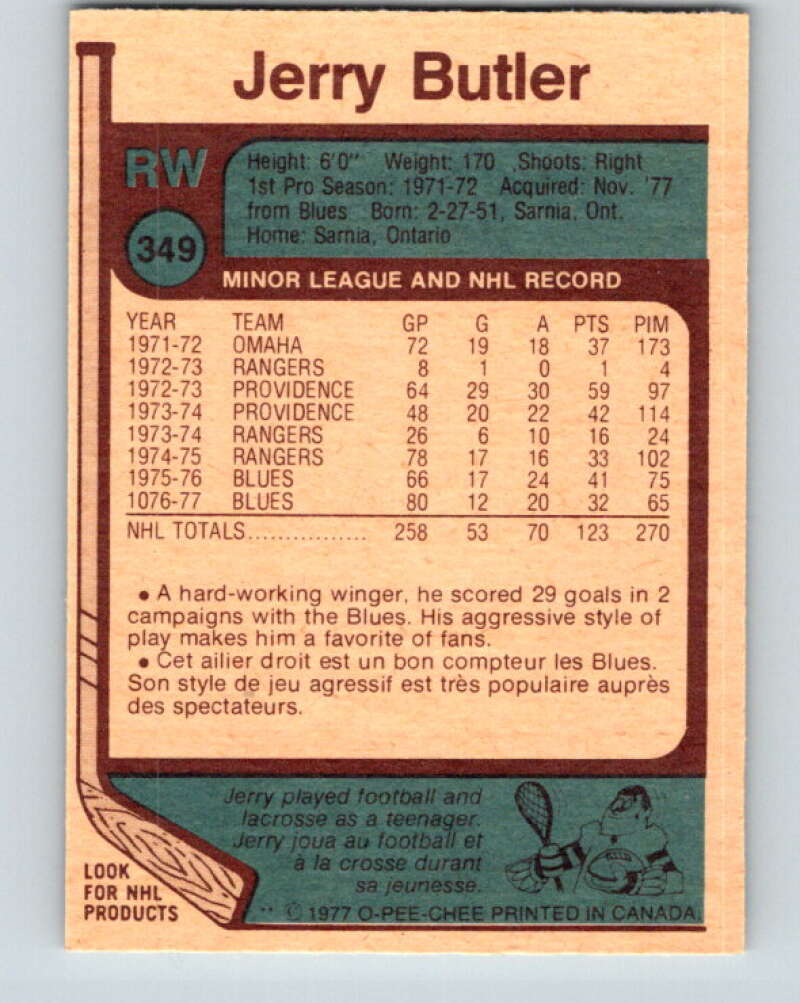 Jerry Butler
RW
349
Height: 6'0" Weight: 170 Shoots: Right
1st Pro Season: 1971-72 Acquired: Nov. '77
from Blues Born: 2-27-51, Sarnia, Ont.
Home: Sarnia, Ontario
MINOR LEAGUE AND NHL RECORD
YEAR TEAM GP G A PTS PIM
1971-72 OMAHA 72 19 18 37 173
1972-73 RANGERS 8 1 0 1 4
1972-73 PROVIDENCE 64 29 30 59 97
1973-74 PROVIDENCE 48 20 22 42 114
1973-74 RANGERS 26 6 10 16 24
1974-75 RANGERS 78 17 16 33 102
1975-76 BLUES 66 17 24 41 75
1076-77 BLUES 80 12 20 32 65
NHL TOTALS................ 258 53 70 123 270
• A hard-working winger, he scored 29 goals in 2
campaigns with the Blues. His aggressive style of
play makes him a favorite of fans.
• Cet ailier droit est un bon compteur les Blues.
Son style de jeu agressif est très populaire auprès
des spectateurs.
Jerry played football and
lacrosse as a teenager.
Jerry joua au football et
à la crosse durant
sa jeunesse.
LOOK
FOR NHL
PRODUCTS
** © 1977 O-PEE-CHEE PRINTED IN CANADA.